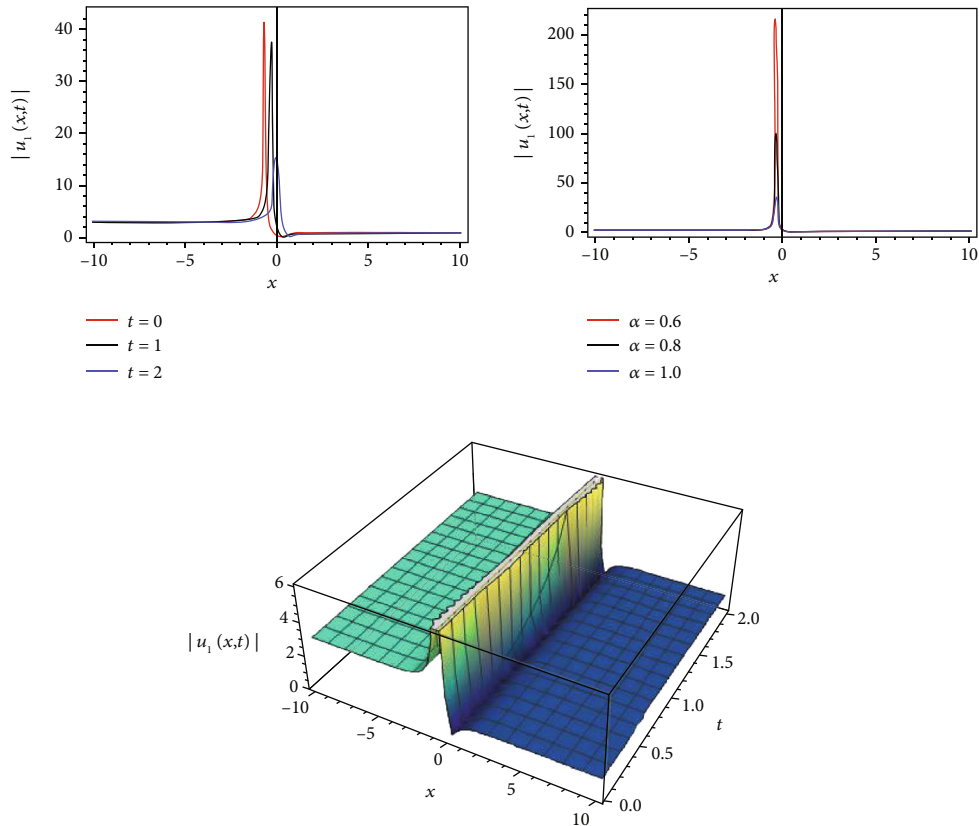 40
30
20
10
0
| u₁ (x,t) |
−10
−5
0
5
10
x
t = 0
t = 1
t = 2
200
150
100
50
0
| u₁ (x,t) |
−10
−5
0
5
10
x
α = 0.6
α = 0.8
α = 1.0
6
4
2
0
| u₁ (x,t) |
−10
−5
0
5
10
x
0.0
0.5
1.0
1.5
2.0
t